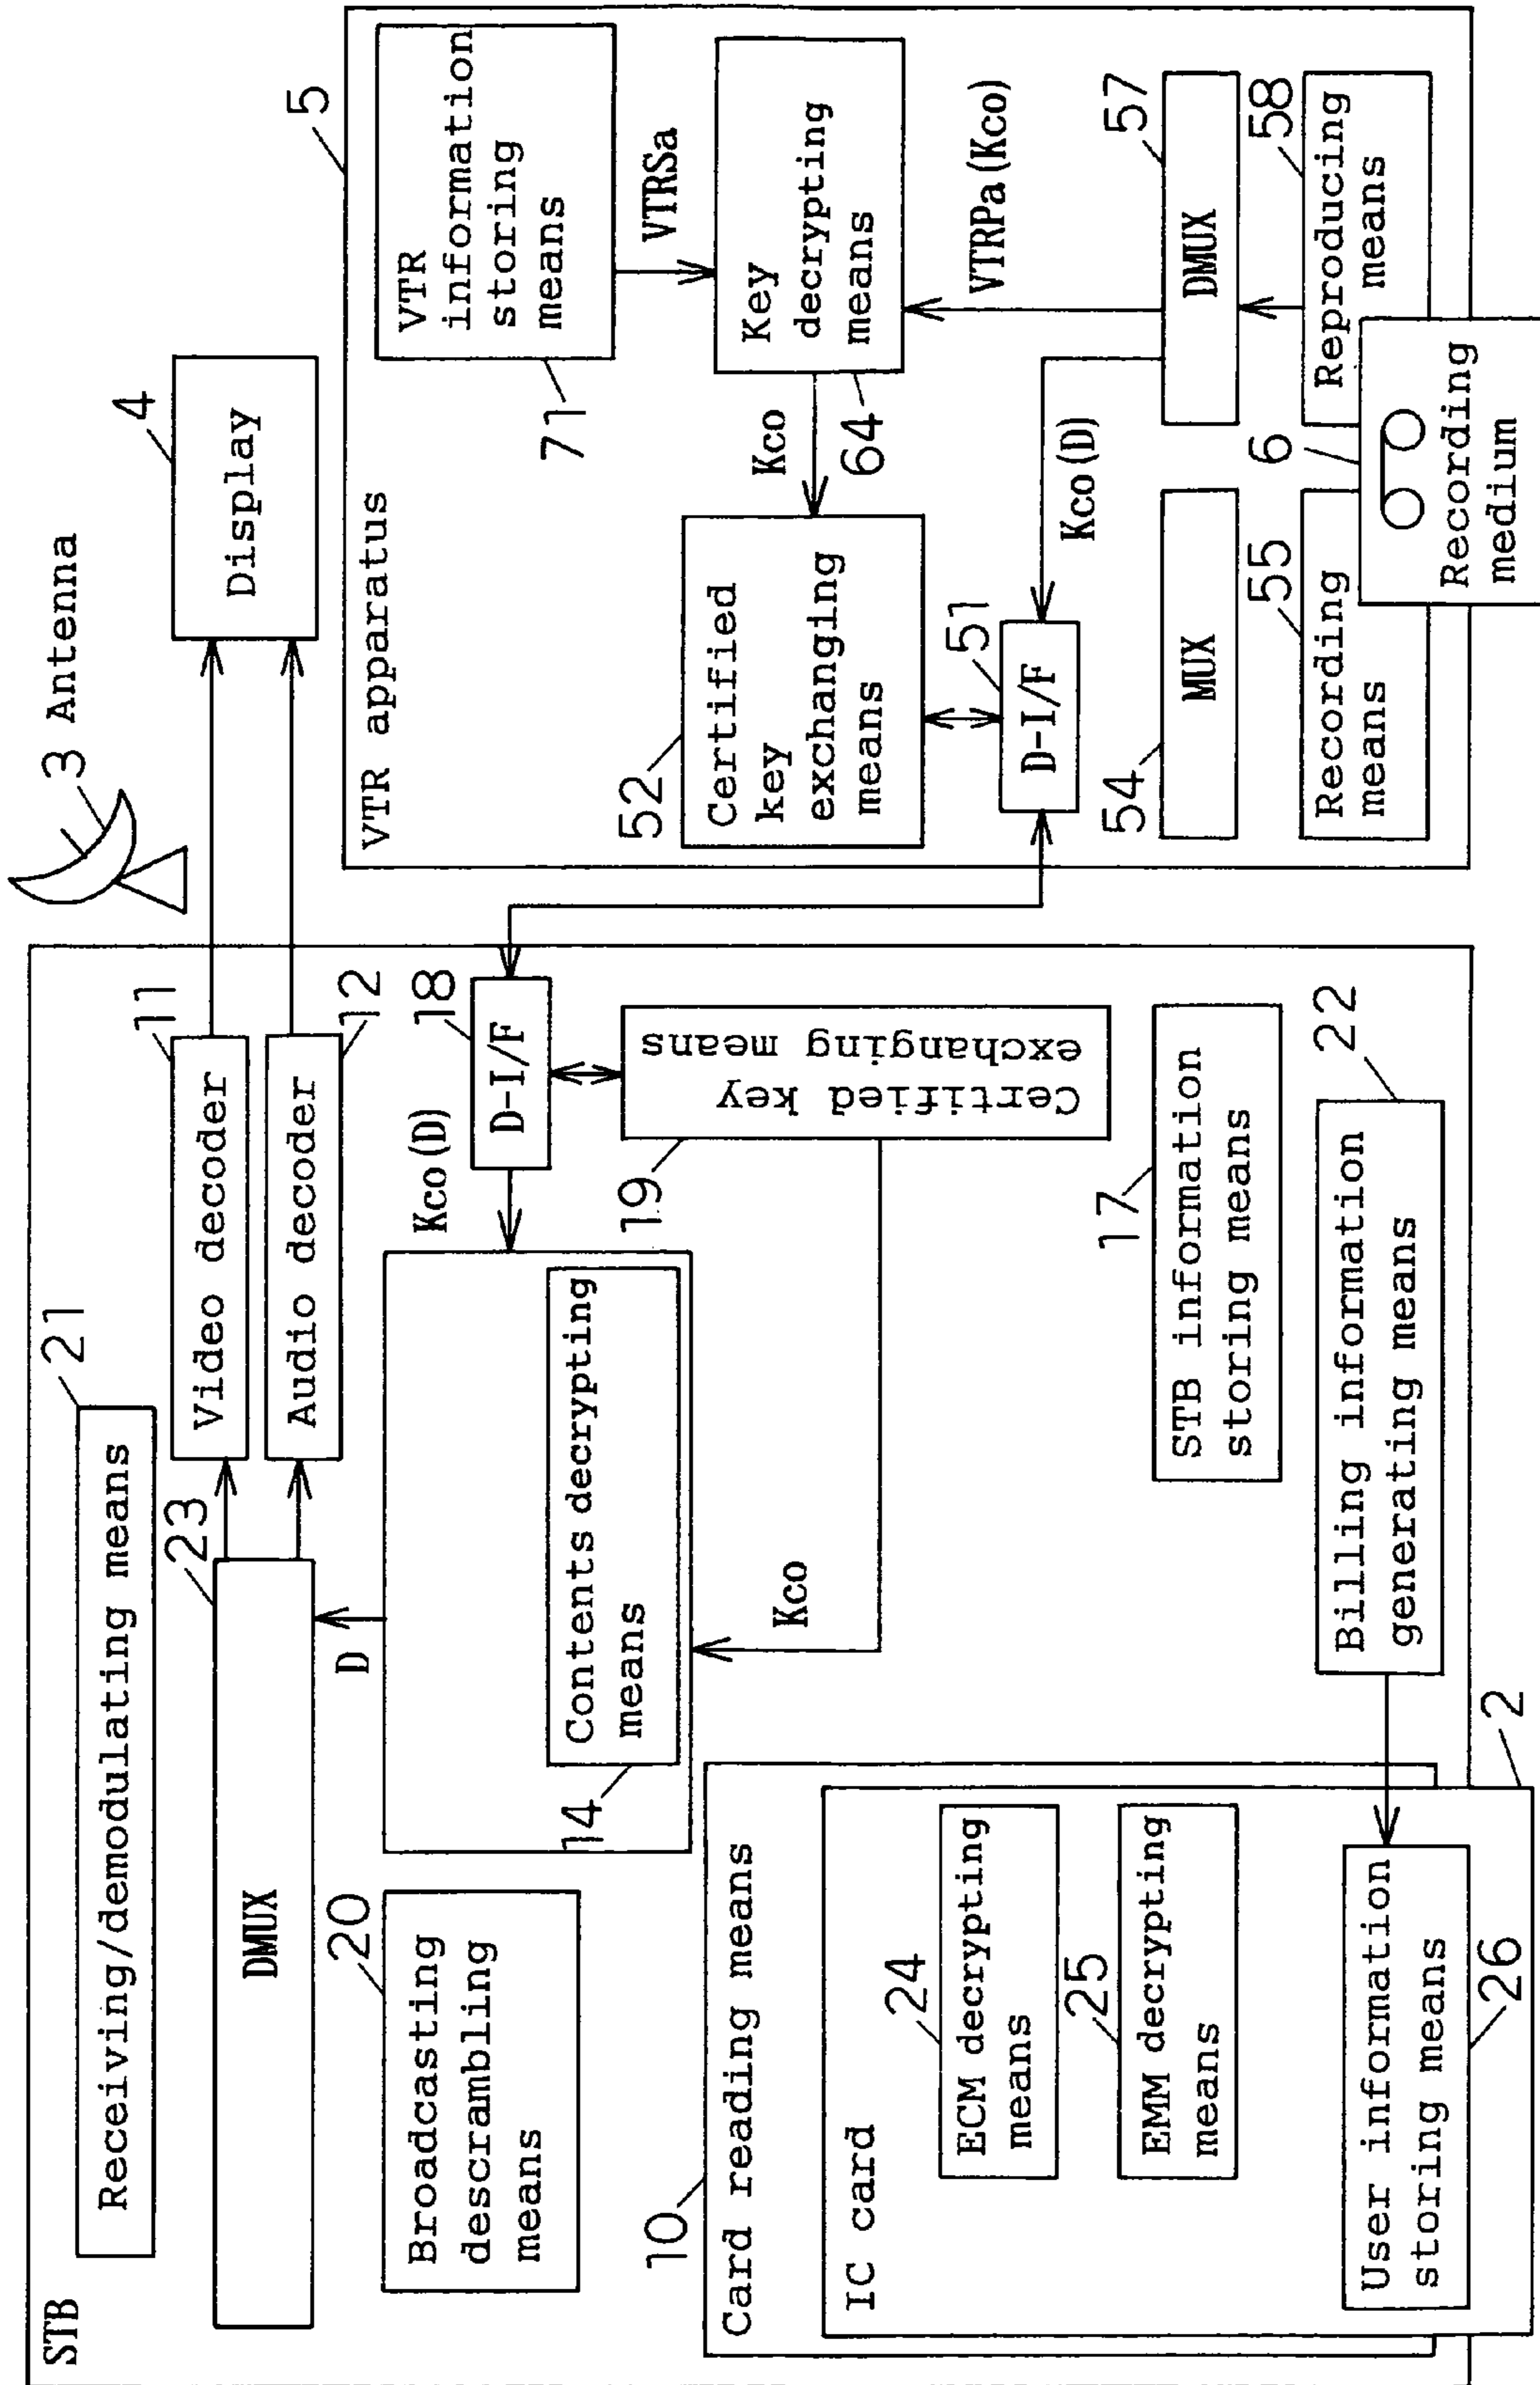 STB
21
Receiving/demodulating means
23
DMUX
11
Video decoder
Audio decoder
12
3 Antenna
4
Display
20
Broadcasting
descrambling
means
D
Contents decrypting
means
14
Kco(D)
18
D-I/F
19
Certified key
exchanging means
Kco
17
STB information
storing means
22
Billing information
generating means
10
Card reading means
IC card
2
24
ECM decrypting
means
25
EMM decrypting
means
User information
storing means
26
5
VTR apparatus
VTR
information
storing
means
71
VTRSa
Key
decrypting
means
64
Kco
52
Certified
key
exchanging
means
VTRPa(Kco)
51
D-I/F
Kco(D)
54
MUX
57
DMUX
55
Recording
means
58
Reproducing
means
6
Recording
medium